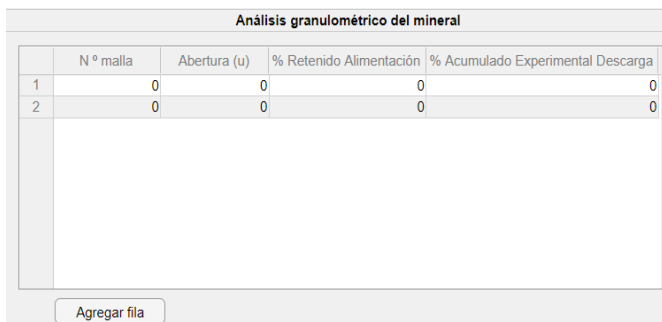 Análisis granulométrico del mineral
N º malla Abertura (u) % Retenido Alimentación % Acumulado Experimental Descarga
1 0 0 0 0
2 0 0 0 0
Agregar fila